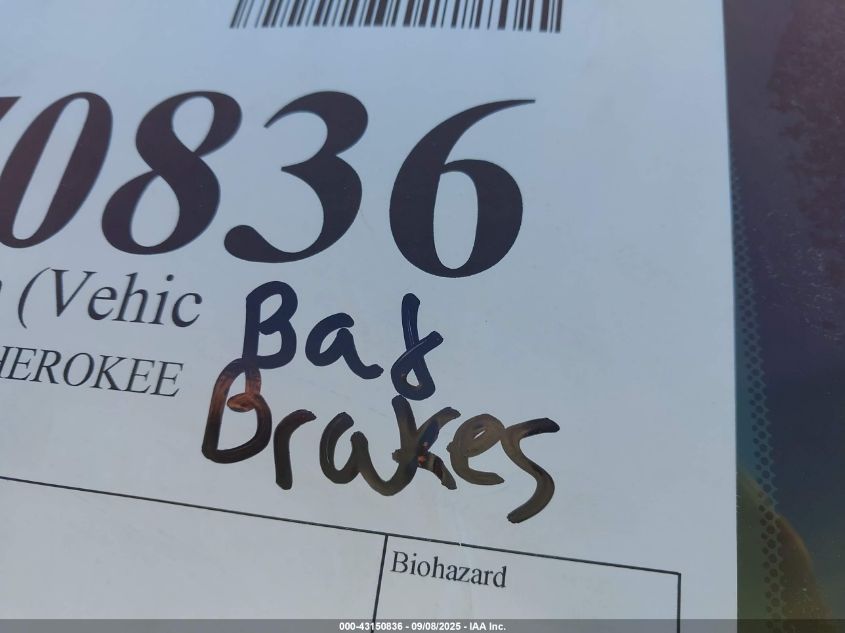 0836
(Vehic
HEROKEE
Bad
Brakes
Biohazard
000-43150836 - 09/08/2025 - IAA Inc.